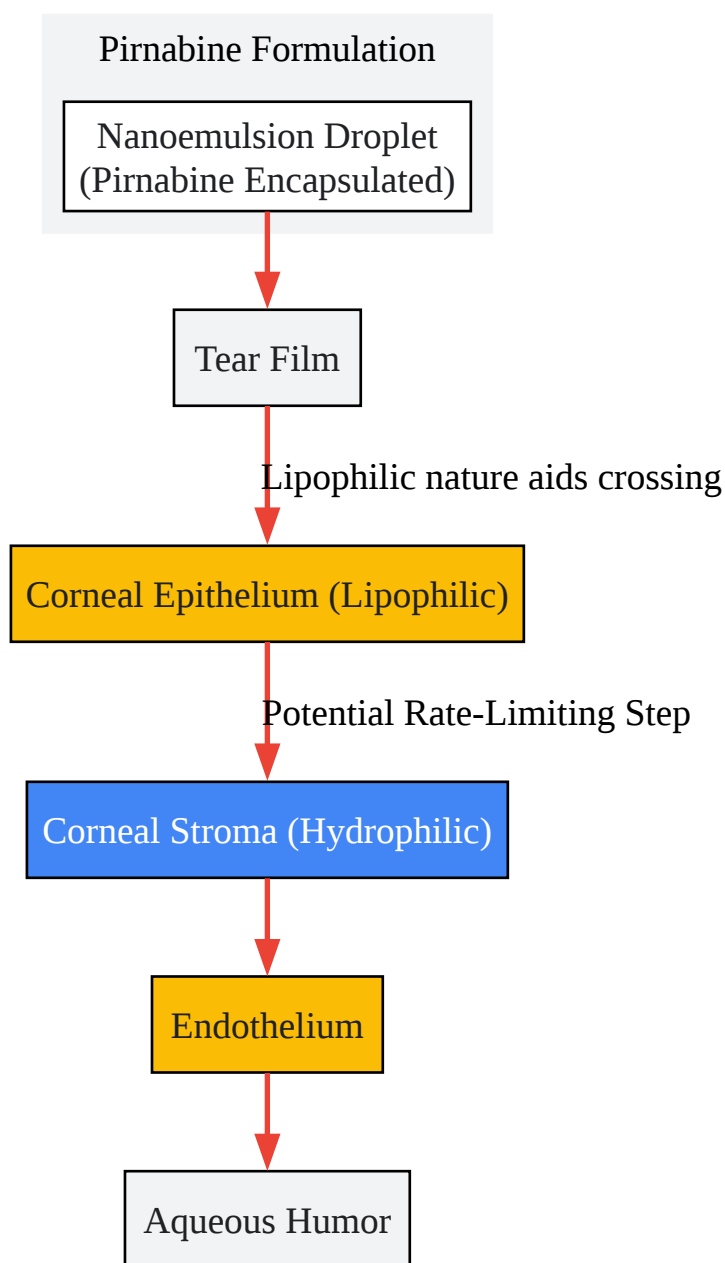 Pirnabine Formulation
Nanoemulsion Droplet
(Pirnabine Encapsulated)
Tear Film
Lipophilic nature aids crossing
Corneal Epithelium (Lipophilic)
Potential Rate-Limiting Step
Corneal Stroma (Hydrophilic)
Endothelium
Aqueous Humor